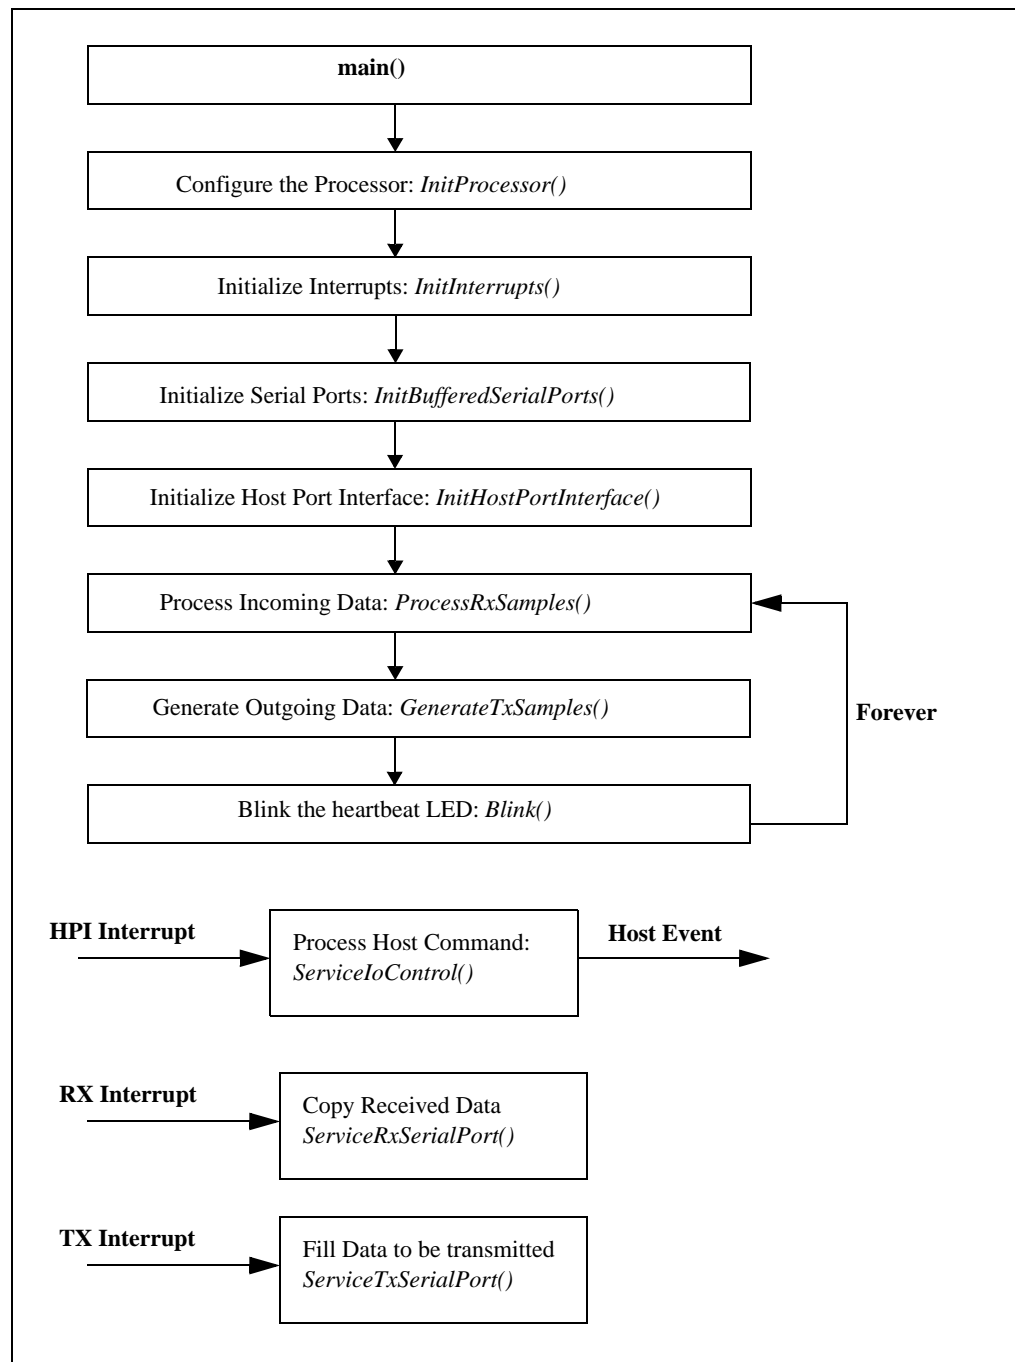 main()
Configure the Processor: InitProcessor()
Initialize Interrupts: InitInterrupts()
Initialize Serial Ports: InitBufferedSerialPorts()
Initialize Host Port Interface: InitHostPortInterface()
Process Incoming Data: ProcessRxSamples()
Generate Outgoing Data: GenerateTxSamples()
Forever
Blink the heartbeat LED: Blink()
HPI Interrupt
Process Host Command:
ServiceIoControl()
Host Event
RX Interrupt
Copy Received Data
ServiceRxSerialPort()
TX Interrupt
Fill Data to be transmitted
ServiceTxSerialPort()